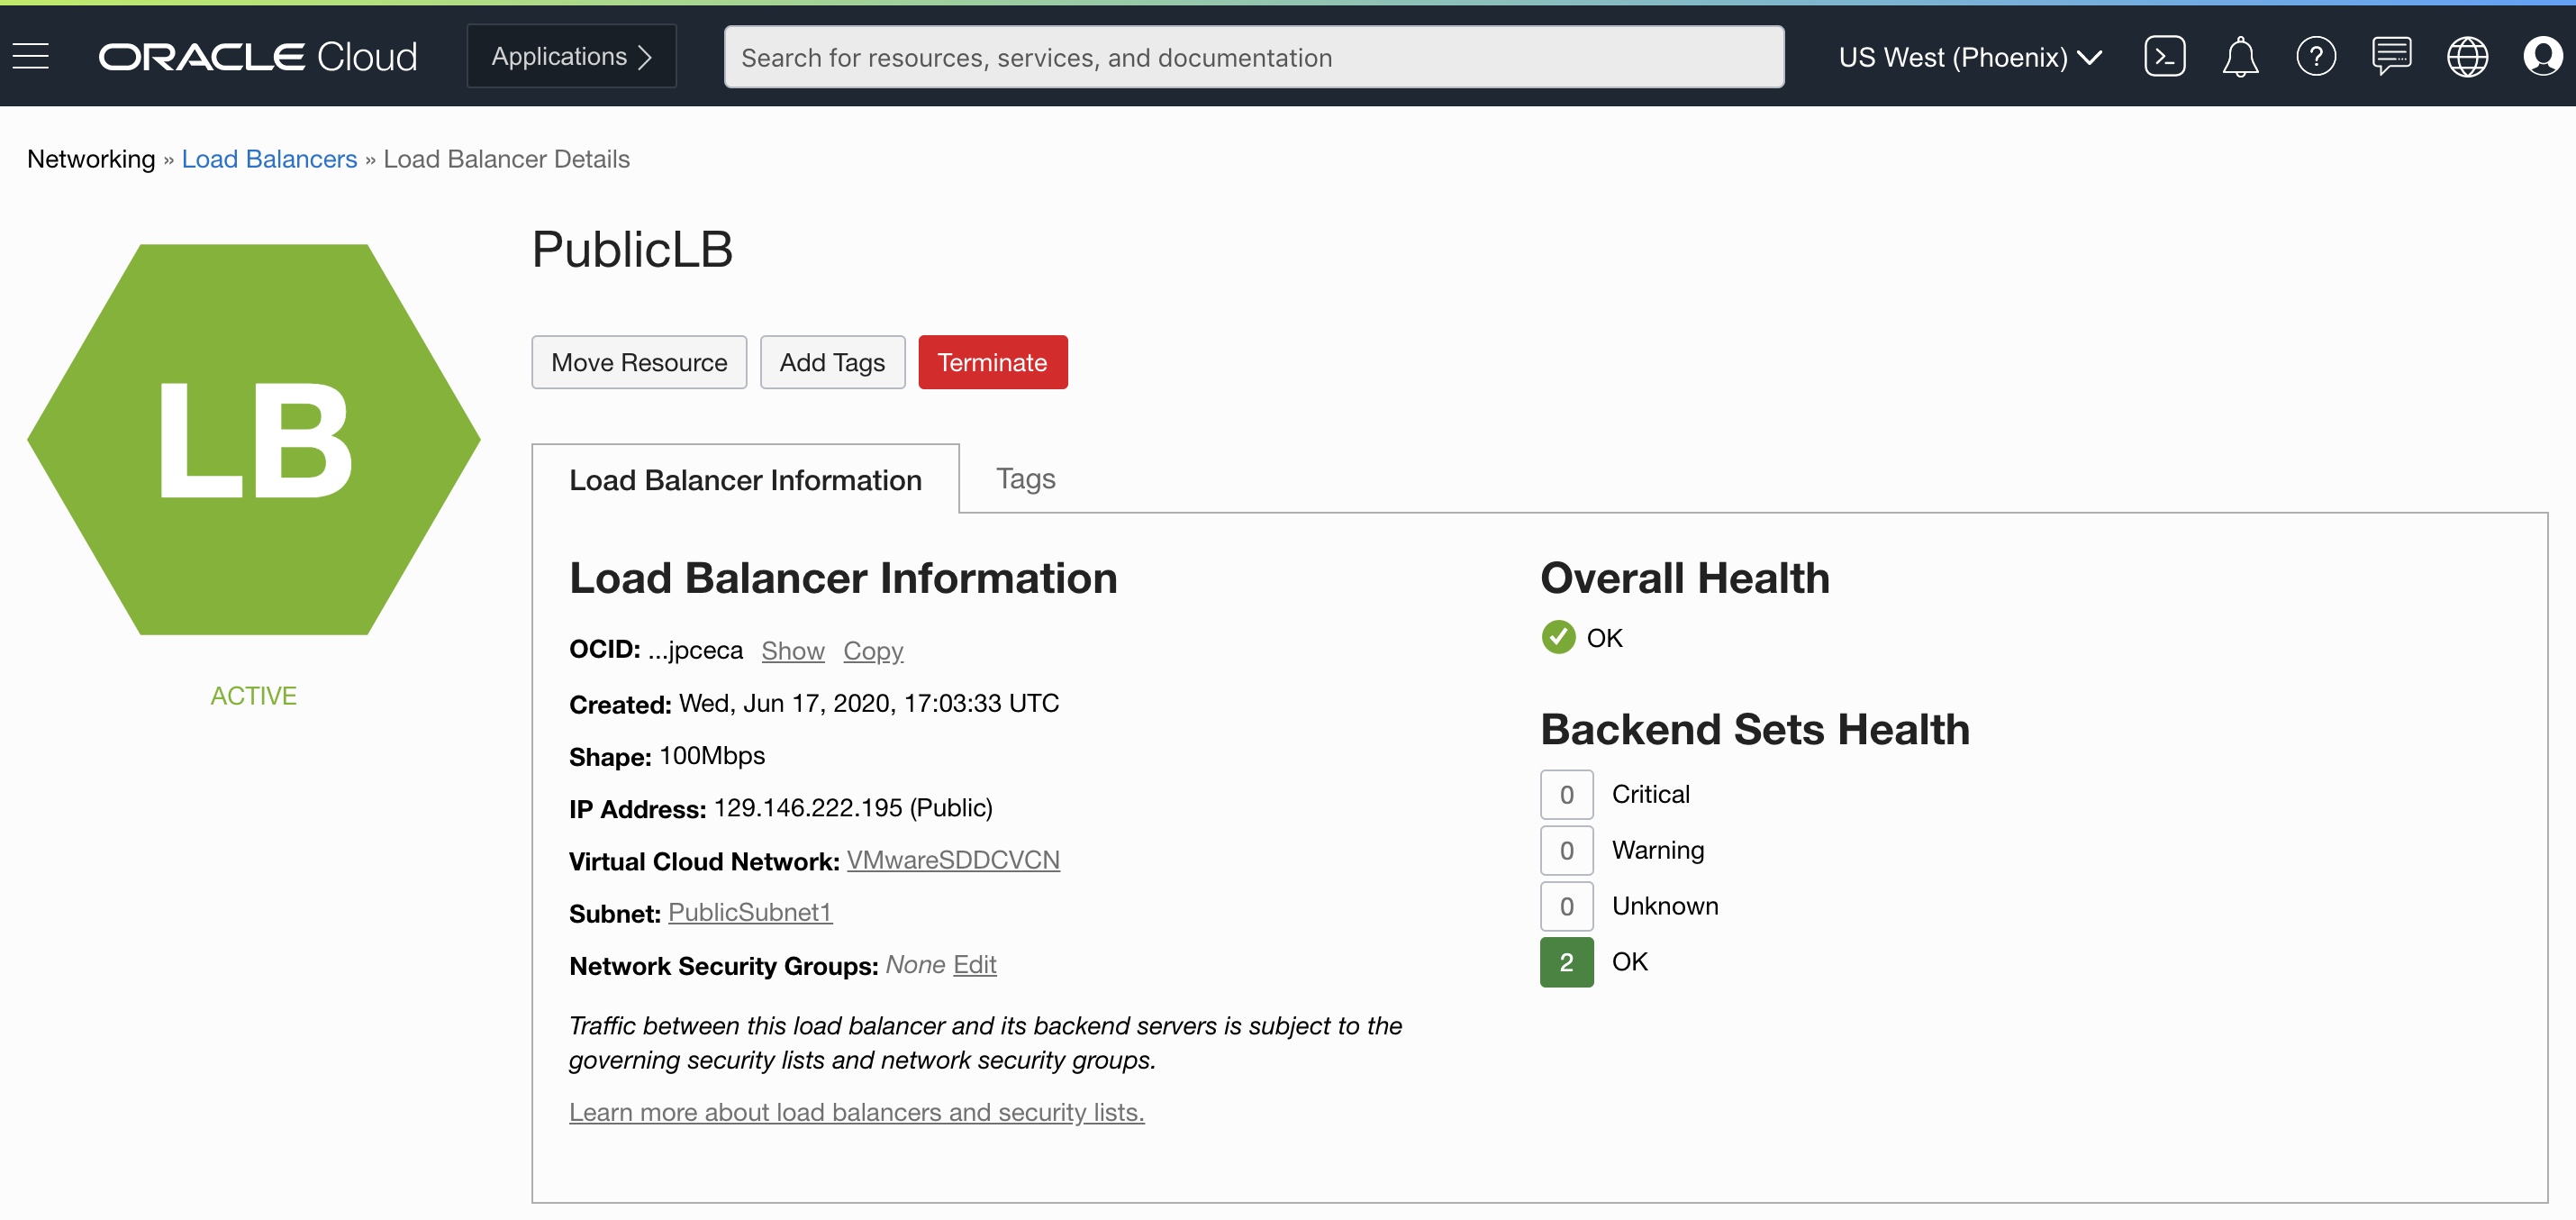 ORACLE Cloud
Applications
Search for resources, services, and documentation
US West (Phoenix)
Networking » Load Balancers » Load Balancer Details
LB
ACTIVE
PublicLB
Move Resource
Add Tags
Terminate
Load Balancer Information
Tags
Load Balancer Information
OCID: ...jpceca Show Copy
Created: Wed, Jun 17, 2020, 17:03:33 UTC
Shape: 100Mbps
IP Address: 129.146.222.195 (Public)
Virtual Cloud Network: VMwareSDDCVCN
Subnet: PublicSubnet1
Network Security Groups: None Edit
Traffic between this load balancer and its backend servers is subject to the
governing security lists and network security groups.
Learn more about load balancers and security lists.
Overall Health
OK
Backend Sets Health
0 Critical
0 Warning
0 Unknown
2 OK